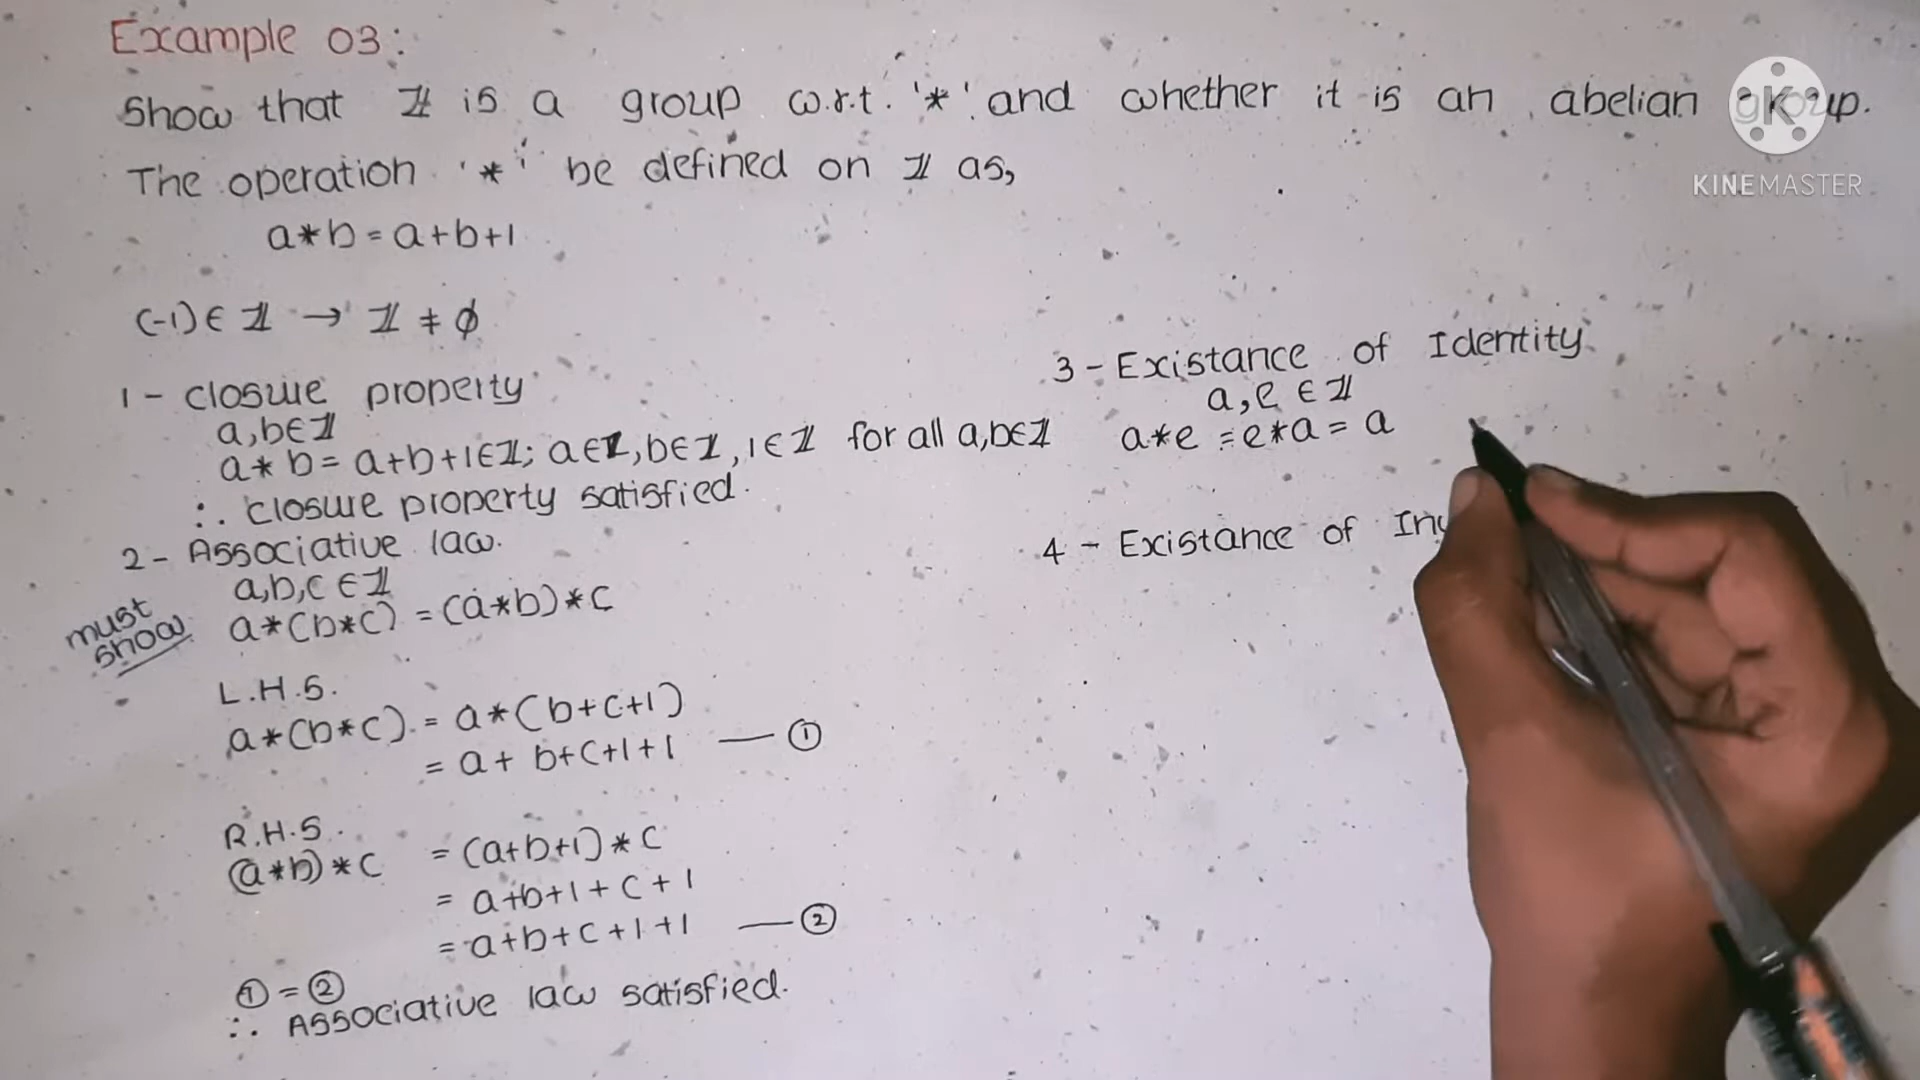 Example 03:
Show that ℤ is a group w.r.t. '*' and whether it is an abelian group.
The operation '*' be defined on ℤ as,
a*b = a+b+1
(-1) ∈ ℤ → ℤ ≠ ϕ
1 - closure property
a,b∈ℤ
a * b = a+b+1∈ℤ; a∈ℤ, b∈ℤ, 1∈ℤ for all a,b∈ℤ
∴ closure property satisfied.
2 - Associative law.
a,b,c ∈ ℤ
must show
a*(b*c) = (a*b)*c
L.H.S.
a*(b*c) = a*(b+c+1)
= a+ b+c+1+1 — ①
R.H.S.
(a*b)*c = (a+b+1)*c
= a+b+1+c+1
= a+b+c+1+1 — ②
① = ②
∴ Associative law satisfied.
3 - Existance of Identity
a,e ∈ ℤ
a*e = e*a = a
4 - Existance of
K
KINEMASTER